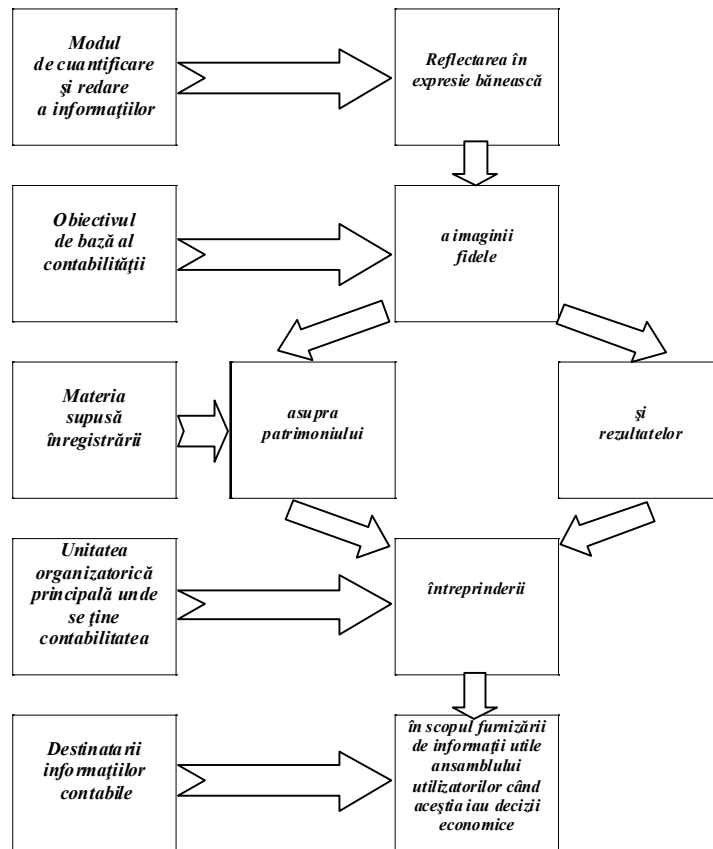 Modul
de cuantificare
şi redare
a informaţiilor
Reflectarea în
expresie bănească
Obiectivul
de bază al
contabilităţii
a imaginii
fidele
Materia
supusă
înregistrării
asupra
patrimoniului
şi
rezultatelor
Unitatea
organizatorică
principală unde
se ţine
contabilitatea
întreprinderii
Destinatarii
informaţiilor
contabile
în scopul furnizării
de informaţii utile
ansamblului
utilizatorilor când
aceştia iau decizii
economice